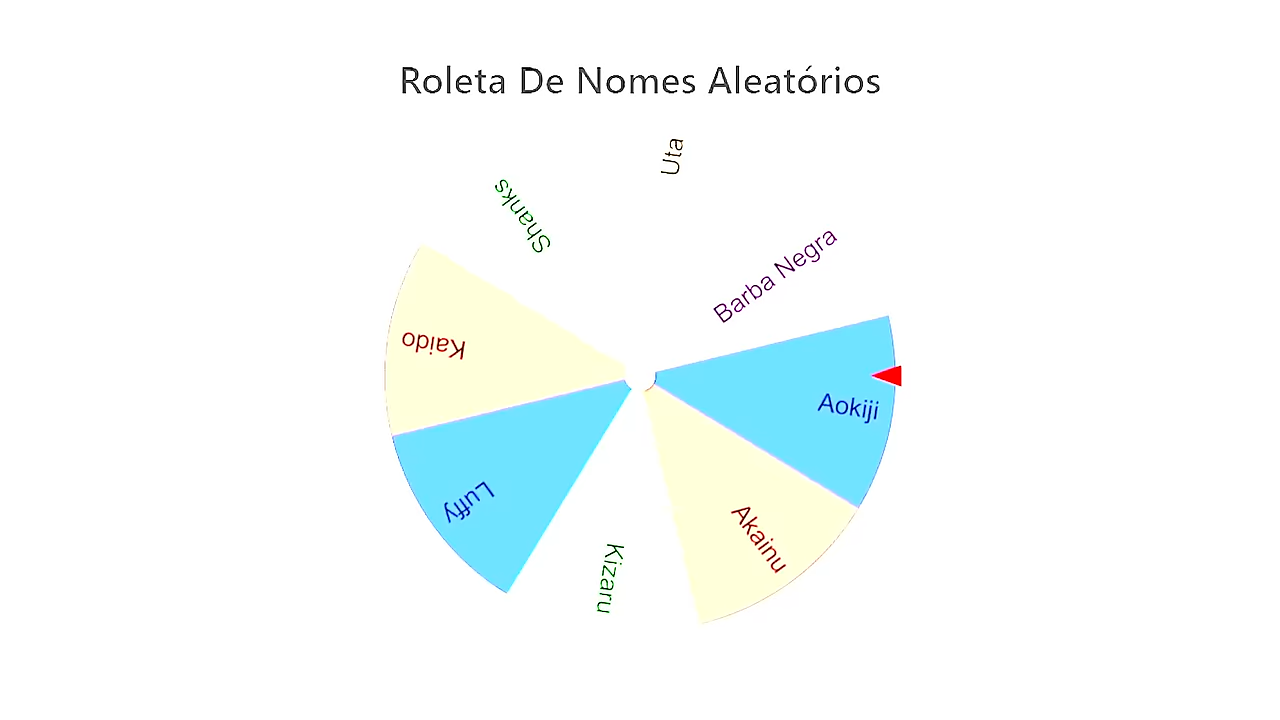 Roleta De Nomes Aleatórios
Uta
Shanks
Barba Negra
Kaido
Aokiji
Luffy
Akainu
Kizaru